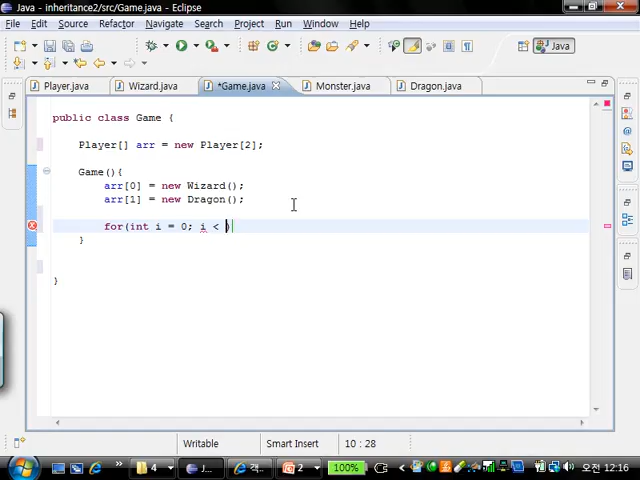 Java - inheritance2/src/Game.java - Eclipse
File Edit Source Refactor Navigate Search Project Run Window Help
Java
Player.java Wizard.java *Game.java Monster.java Dragon.java
public class Game {
Player[] arr = new Player[2];
Game(){
arr[0] = new Wizard();
arr[1] = new Dragon();
for(int i = 0; i < )
}
}
Writable Smart Insert 10 : 28
4 J... 객... 2 100% 오전 12:16